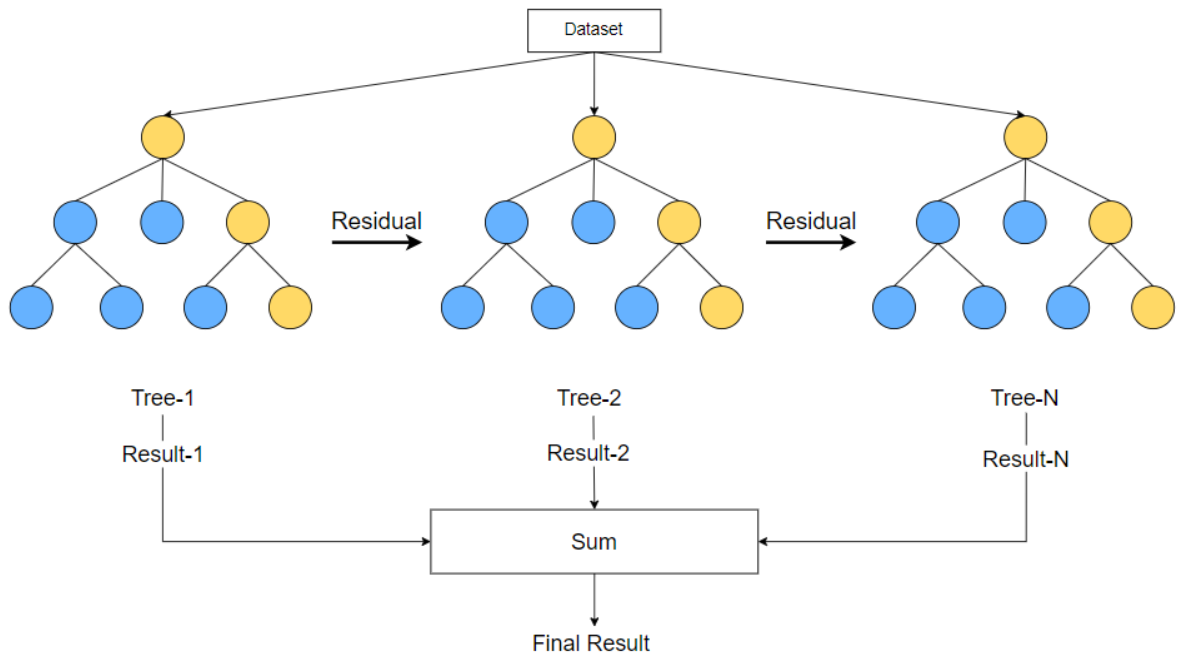 Dataset
Residual
Residual
Tree-1
Tree-2
Tree-N
Result-1
Result-2
Result-N
Sum
Final Result